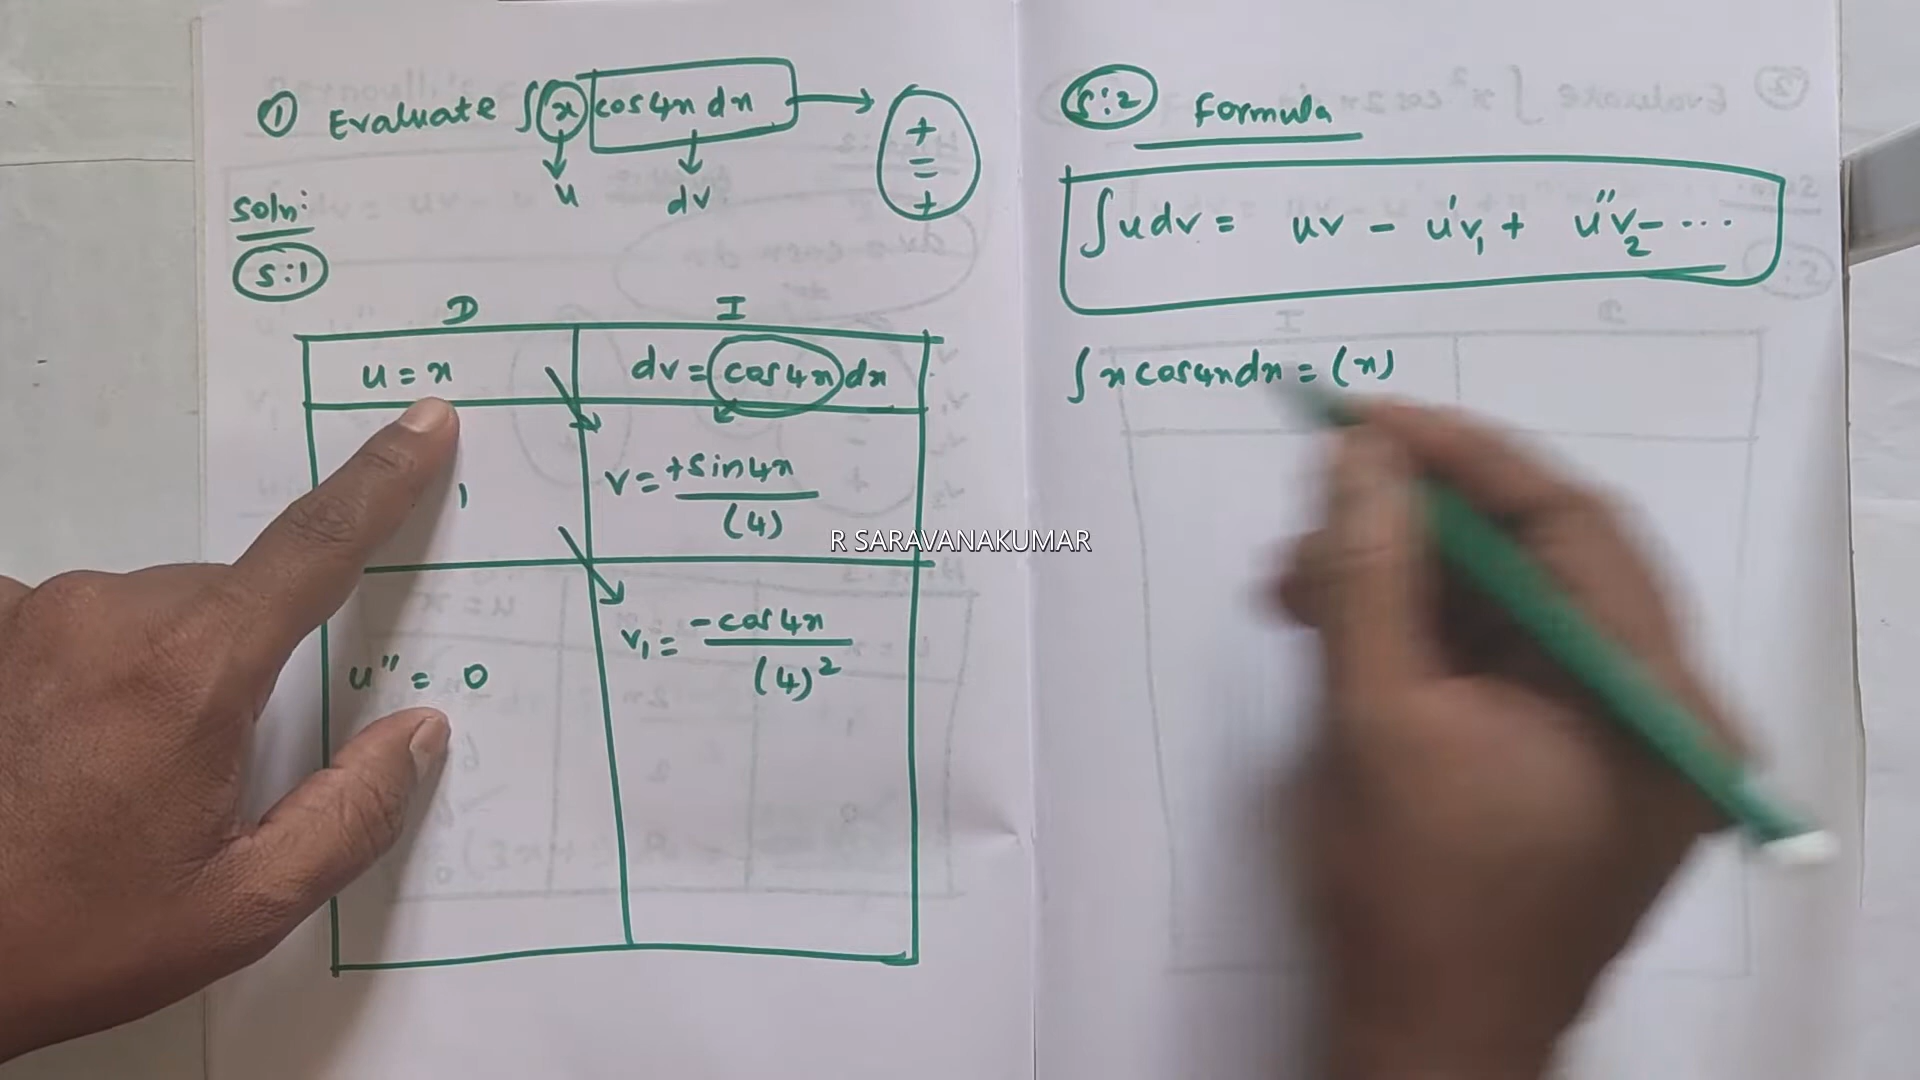 ① Evaluate ∫ x cos4x dx → + − +
u dv
Soln:
S:1
D I
u = x dv = cos4x dx
1 v = +sin4x / (4)
u'' = 0 v₁ = -cos4x / (4)²
S:2 Formula
∫udv = uv - u'v₁ + u''v₂ - ...
∫ x cos4x dx = (x)
R SARAVANAKUMAR